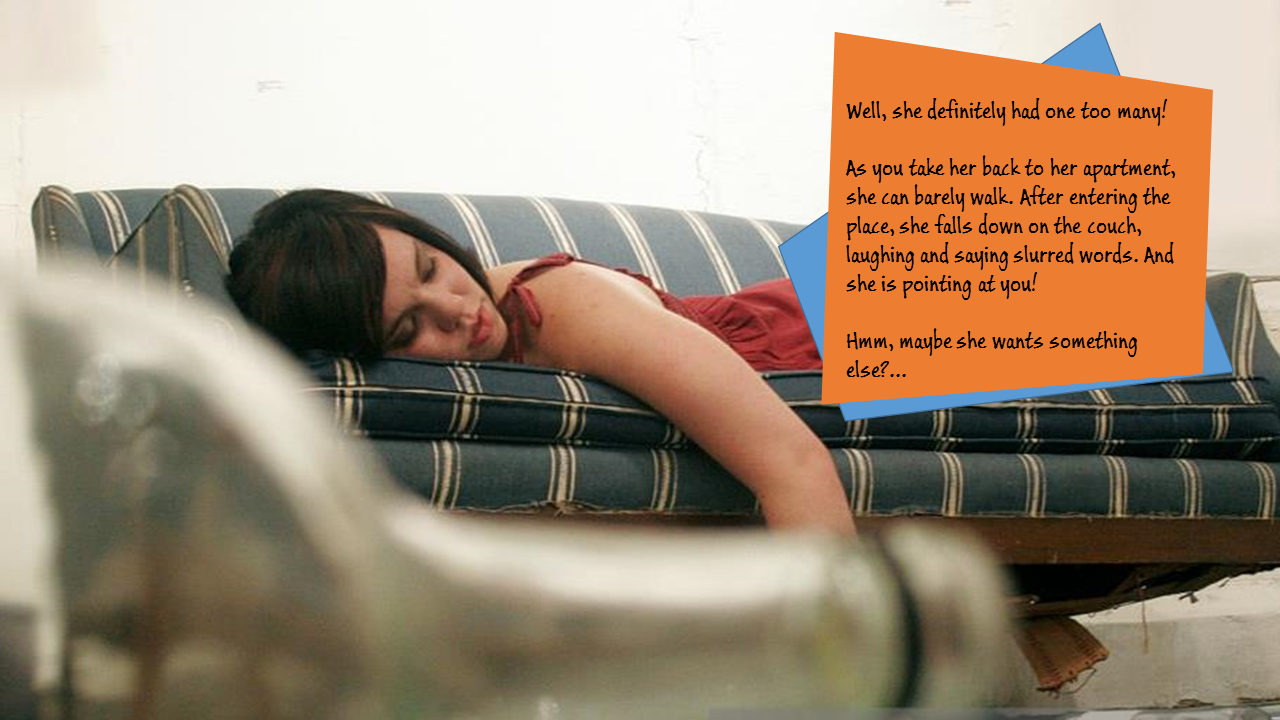 Well, she definitely had one too many!
As you take her back to her apartment,
she can barely walk. After entering the
place, she falls down on the couch,
laughing and saying slurred words. And
she is pointing at you!
Hmm, maybe she wants something
else?...